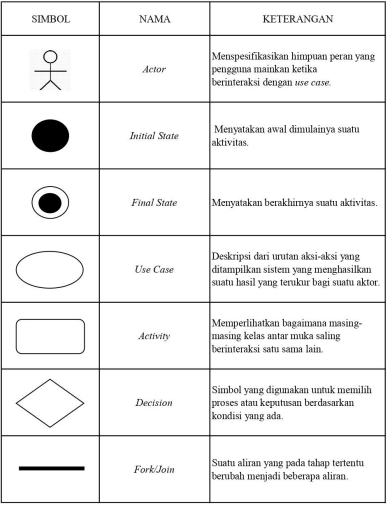 SIMBOL NAMA KETERANGAN
Actor
Menspesifikasikan himpuan peran yang
pengguna mainkan ketika
berinteraksi dengan use case.
Initial State
Menyatakan awal dimulainya suatu
aktivitas.
Final State
Menyatakan berakhirnya suatu aktivitas.
Use Case
Deskripsi dari urutan aksi-aksi yang
ditampilkan sistem yang menghasilkan
suatu hasil yang terukur bagi suatu aktor.
Activity
Memperlihatkan bagaimana masing-
masing kelas antar muka saling
berinteraksi satu sama lain.
Decision
Simbol yang digunakan untuk memilih
proses atau keputusan berdasarkan
kondisi yang ada.
Fork/Join
Suatu aliran yang pada tahap tertentu
berubah menjadi beberapa aliran.